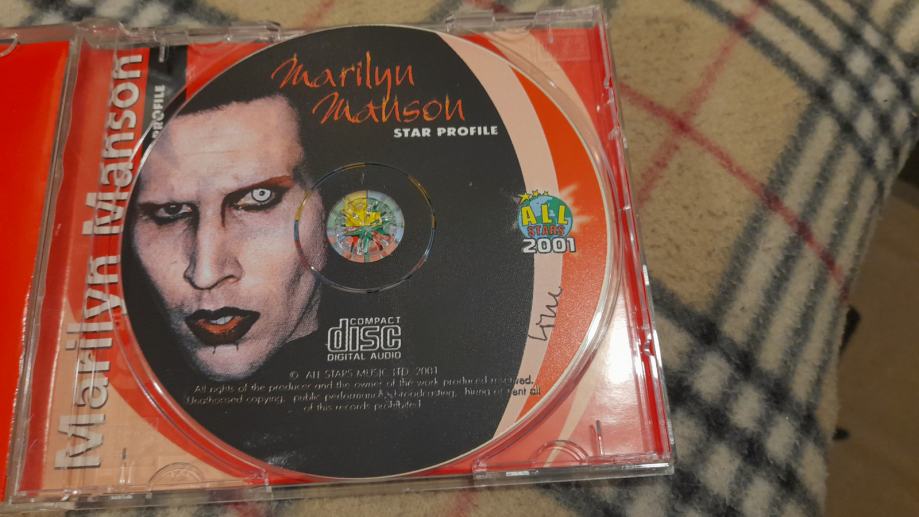 Marilyn Manson
PROFILE
Marilyn
Manson
STAR PROFILE
ALL
STARS
2001
COMPACT
disc
DIGITAL AUDIO
© ALL STARS MUSIC LTD 2001
All rights of the producer and the owner of the work produced reserved.
Unauthorised copying, public performance, broadcasting, hiring or rent all
of this records prohibited